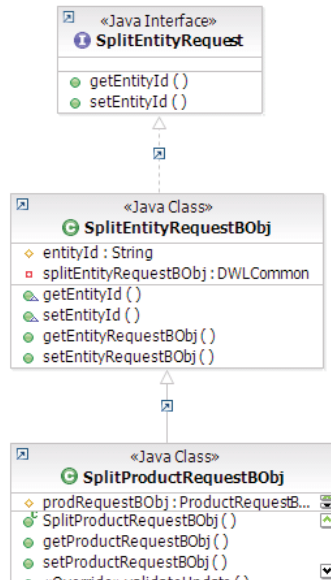 «Java Interface»
I SplitEntityRequest
getEntityId ( )
setEntityId ( )
«Java Class»
C SplitEntityRequestBObj
entityId : String
splitEntityRequestBObj : DWLCommon
getEntityId ( )
setEntityId ( )
getEntityRequestBObj ( )
setEntityRequestBObj ( )
«Java Class»
C SplitProductRequestBObj
prodRequestBObj : ProductRequestB...
C SplitProductRequestBObj ( )
getProductRequestBObj ( )
setProductRequestBObj ( )